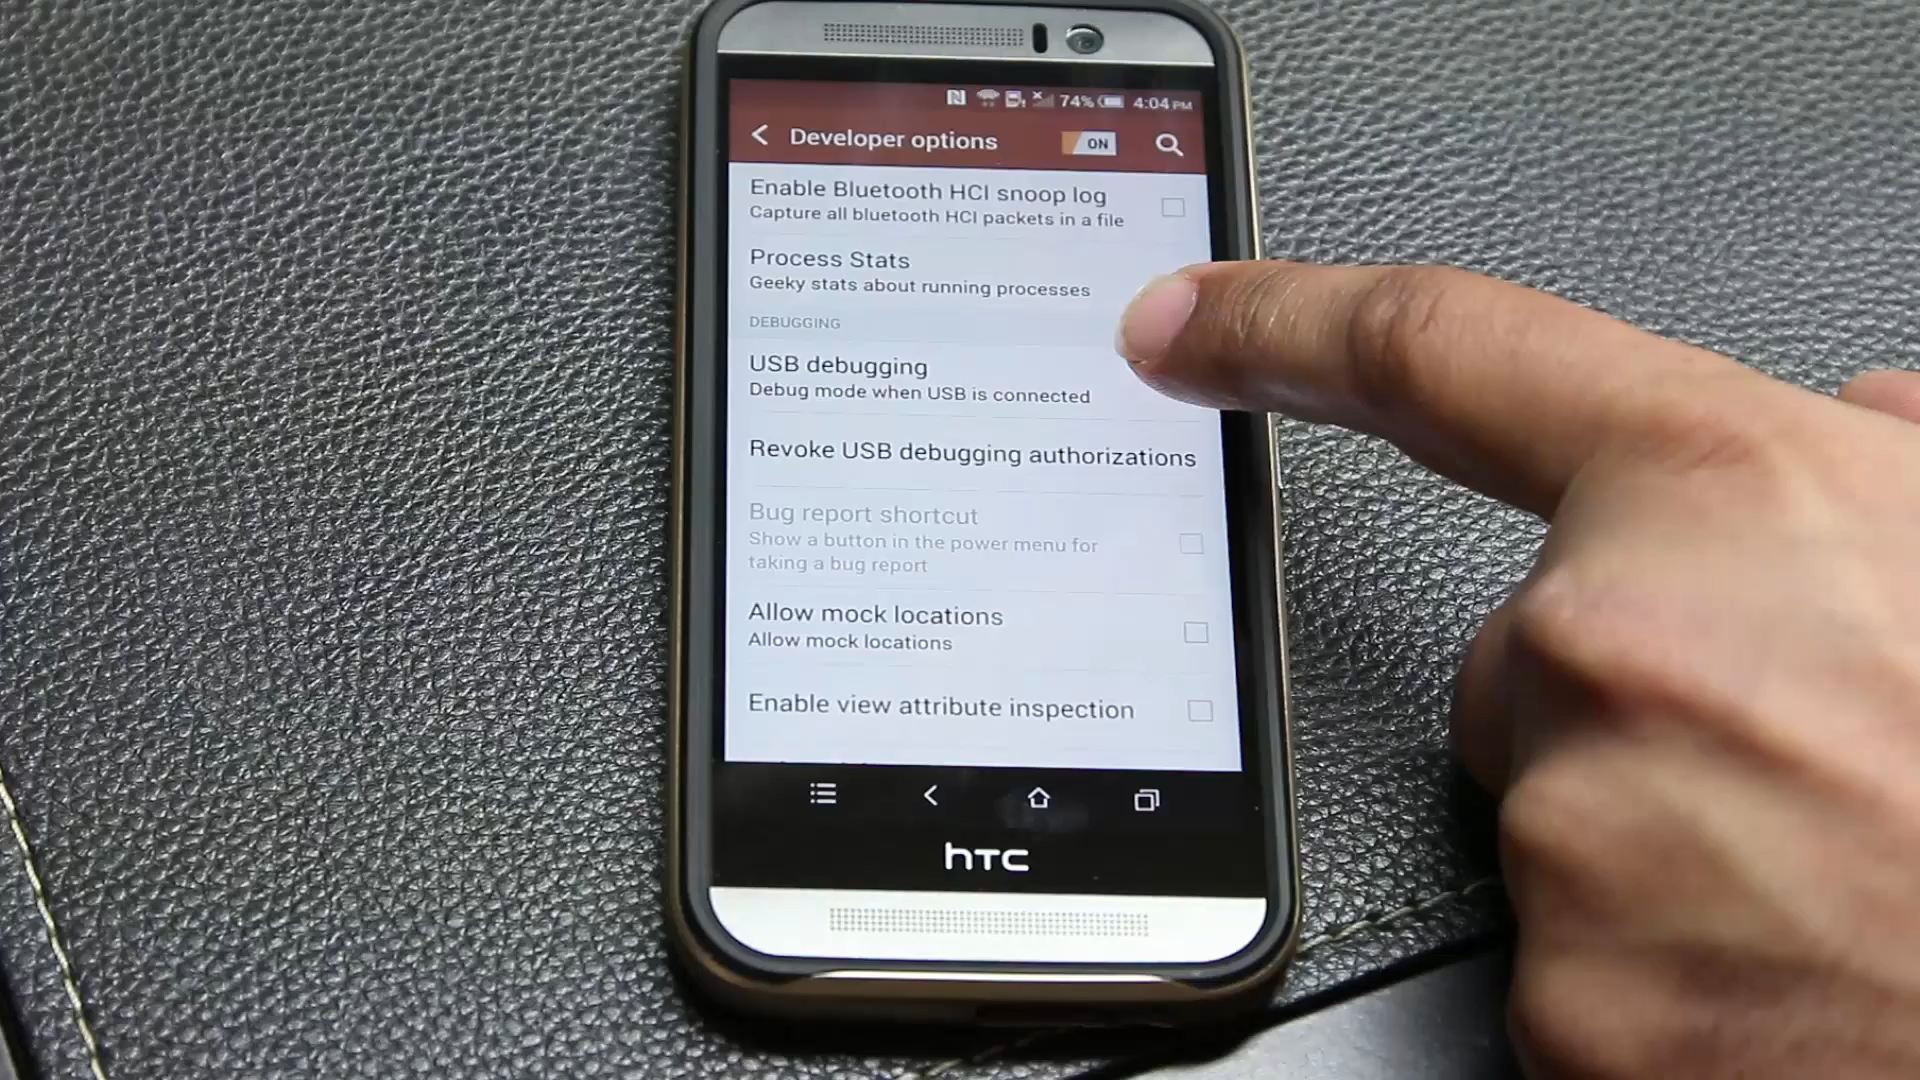 74% 4:04 PM
Developer options ON
Enable Bluetooth HCI snoop log
Capture all bluetooth HCI packets in a file
Process Stats
Geeky stats about running processes
DEBUGGING
USB debugging
Debug mode when USB is connected
Revoke USB debugging authorizations
Bug report shortcut
Show a button in the power menu for
taking a bug report
Allow mock locations
Allow mock locations
Enable view attribute inspection
hTC